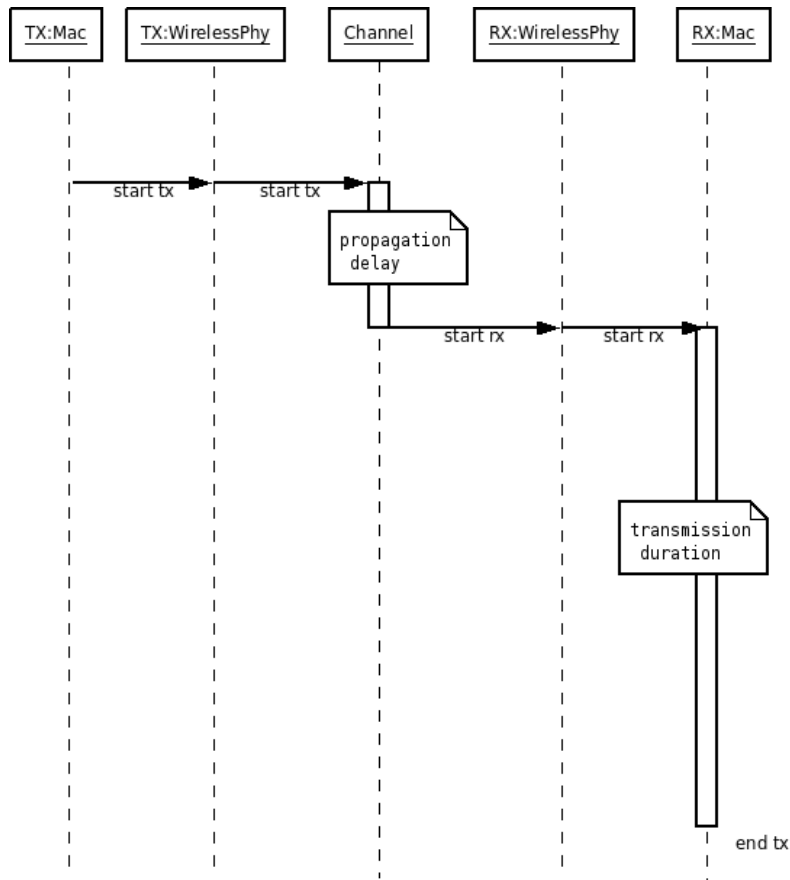 TX:Mac
TX:WirelessPhy
Channel
RX:WirelessPhy
RX:Mac
start tx
start tx
propagation
delay
start rx
start rx
transmission
duration
end tx